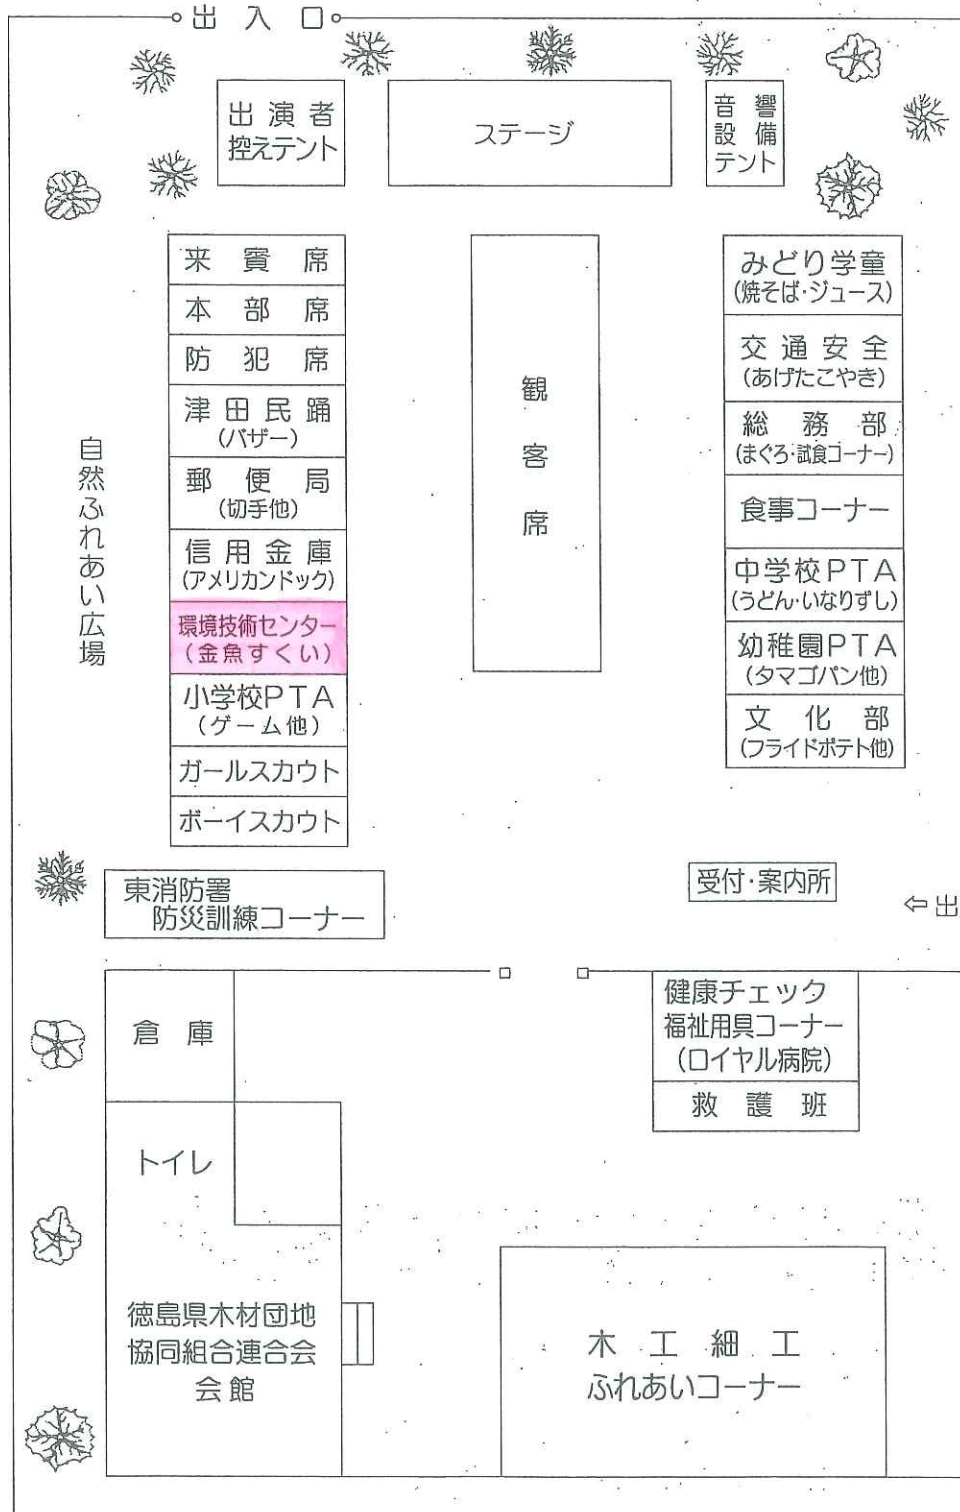 出入口
出演者
控えテント
ステージ
音響
設備
テント
来賓席
本部席
防犯席
津田民踊
(バザー)
郵便局
(切手他)
信用金庫
(アメリカンドック)
環境技術センター
(金魚すくい)
小学校PTA
(ゲーム他)
ガールスカウト
ボーイスカウト
自然ふれあい広場
観客席
みどり学童
(焼そば・ジュース)
交通安全
(あげたこやき)
総務部
(まぐろ・試食コーナー)
食事コーナー
中学校PTA
(うどん・いなりずし)
幼稚園PTA
(タマゴパン他)
文化部
(フライドポテト他)
東消防署
防災訓練コーナー
受付・案内所
⇦出
倉庫
トイレ
徳島県木材団地
協同組合連合会
会館
健康チェック
福祉用具コーナー
(ロイヤル病院)
救護班
木工細工
ふれあいコーナー